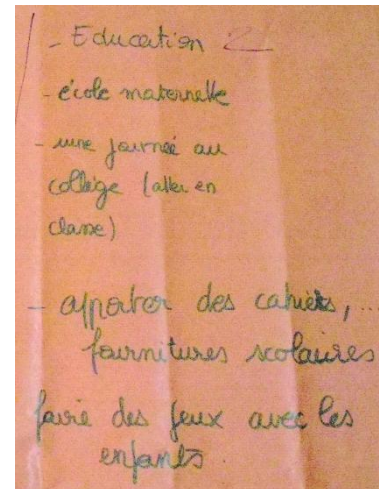 - Education 2
- école maternelle
- une journée au
collège (aller en
classe)
- apporter des cahiers, ...
fournitures scolaires
faire des jeux avec les
enfants.